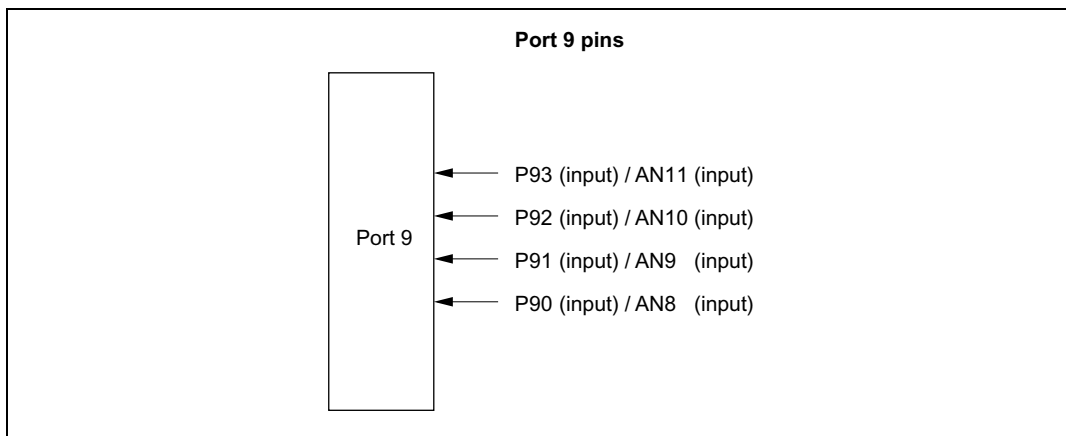 Port 9 pins
P93 (input) / AN11 (input)
P92 (input) / AN10 (input)
Port 9
P91 (input) / AN9 (input)
P90 (input) / AN8 (input)